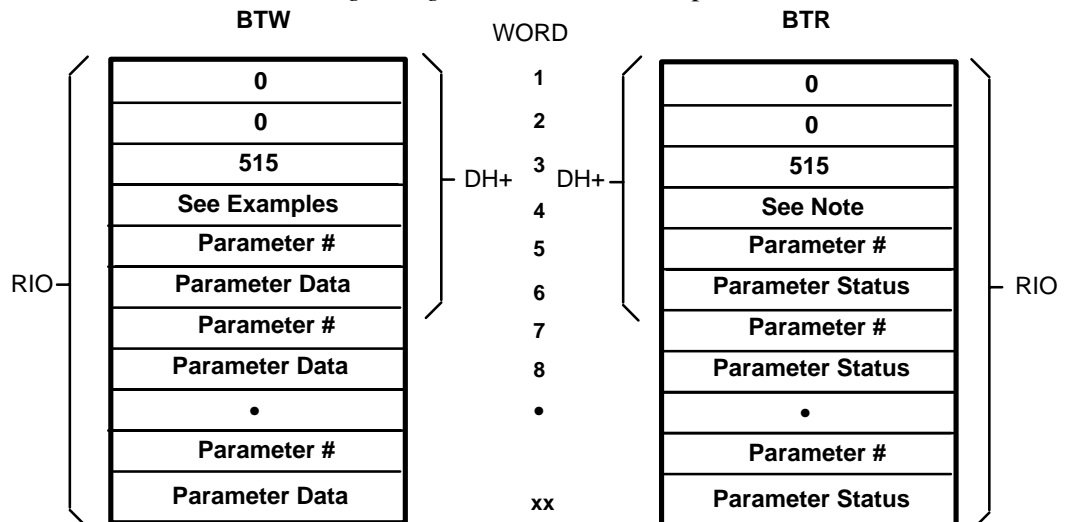 BTW WORD BTR
0 1 0
0 2 0
515 3 515
DH+ DH+
See Examples 4 See Note
Parameter # 5 Parameter #
RIO Parameter Data 6 Parameter Status RIO
Parameter # 7 Parameter #
Parameter Data 8 Parameter Status
• • •
Parameter # Parameter #
Parameter Data xx Parameter Status